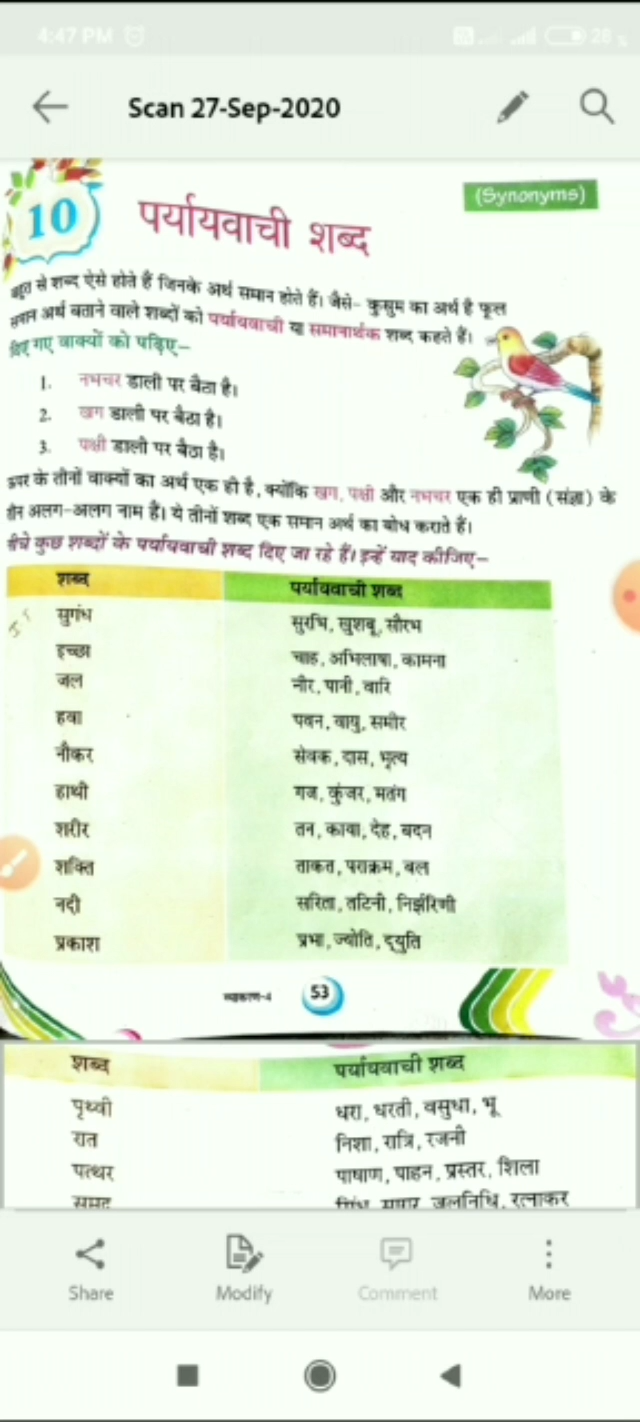 4:47 PM
28
Scan 27-Sep-2020
10
पर्यायवाची शब्द
(Synonyms)
बहुत से शब्द ऐसे होते हैं जिनके अर्थ समान होते हैं। जैसे- कुसुम का अर्थ है फूल
समान अर्थ बताने वाले शब्दों को पर्यायवाची या समानार्थक शब्द कहते हैं।
दिए गए वाक्यों को पढ़िए-
1. नभचर डाली पर बैठा है।
2. खग डाली पर बैठा है।
3. पक्षी डाली पर बैठा है।
ऊपर के तीनों वाक्यों का अर्थ एक ही है, क्योंकि खग, पक्षी और नभचर एक ही प्राणी (संज्ञा) के
तीन अलग-अलग नाम हैं। ये तीनों शब्द एक समान अर्थ का बोध कराते हैं।
नीचे कुछ शब्दों के पर्यायवाची शब्द दिए जा रहे हैं। इन्हें याद कीजिए-
शब्द पर्यायवाची शब्द
सुगंध सुरभि, खुशबू, सौरभ
इच्छा चाह, अभिलाषा, कामना
जल नीर, पानी, वारि
हवा पवन, वायु, समीर
नौकर सेवक, दास, भृत्य
हाथी गज, कुंजर, मतंग
शरीर तन, काया, देह, बदन
शक्ति ताकत, पराक्रम, बल
नदी सरिता, तटिनी, निर्झरिणी
प्रकाश प्रभा, ज्योति, द्युति
व्याकरण-4 53
शब्द पर्यायवाची शब्द
पृथ्वी धरा, धरती, वसुधा, भू
रात निशा, रात्रि, रजनी
पत्थर पाषाण, पाहन, प्रस्तर, शिला
जलनिधि, रत्नाकर
Share Modify Comment More